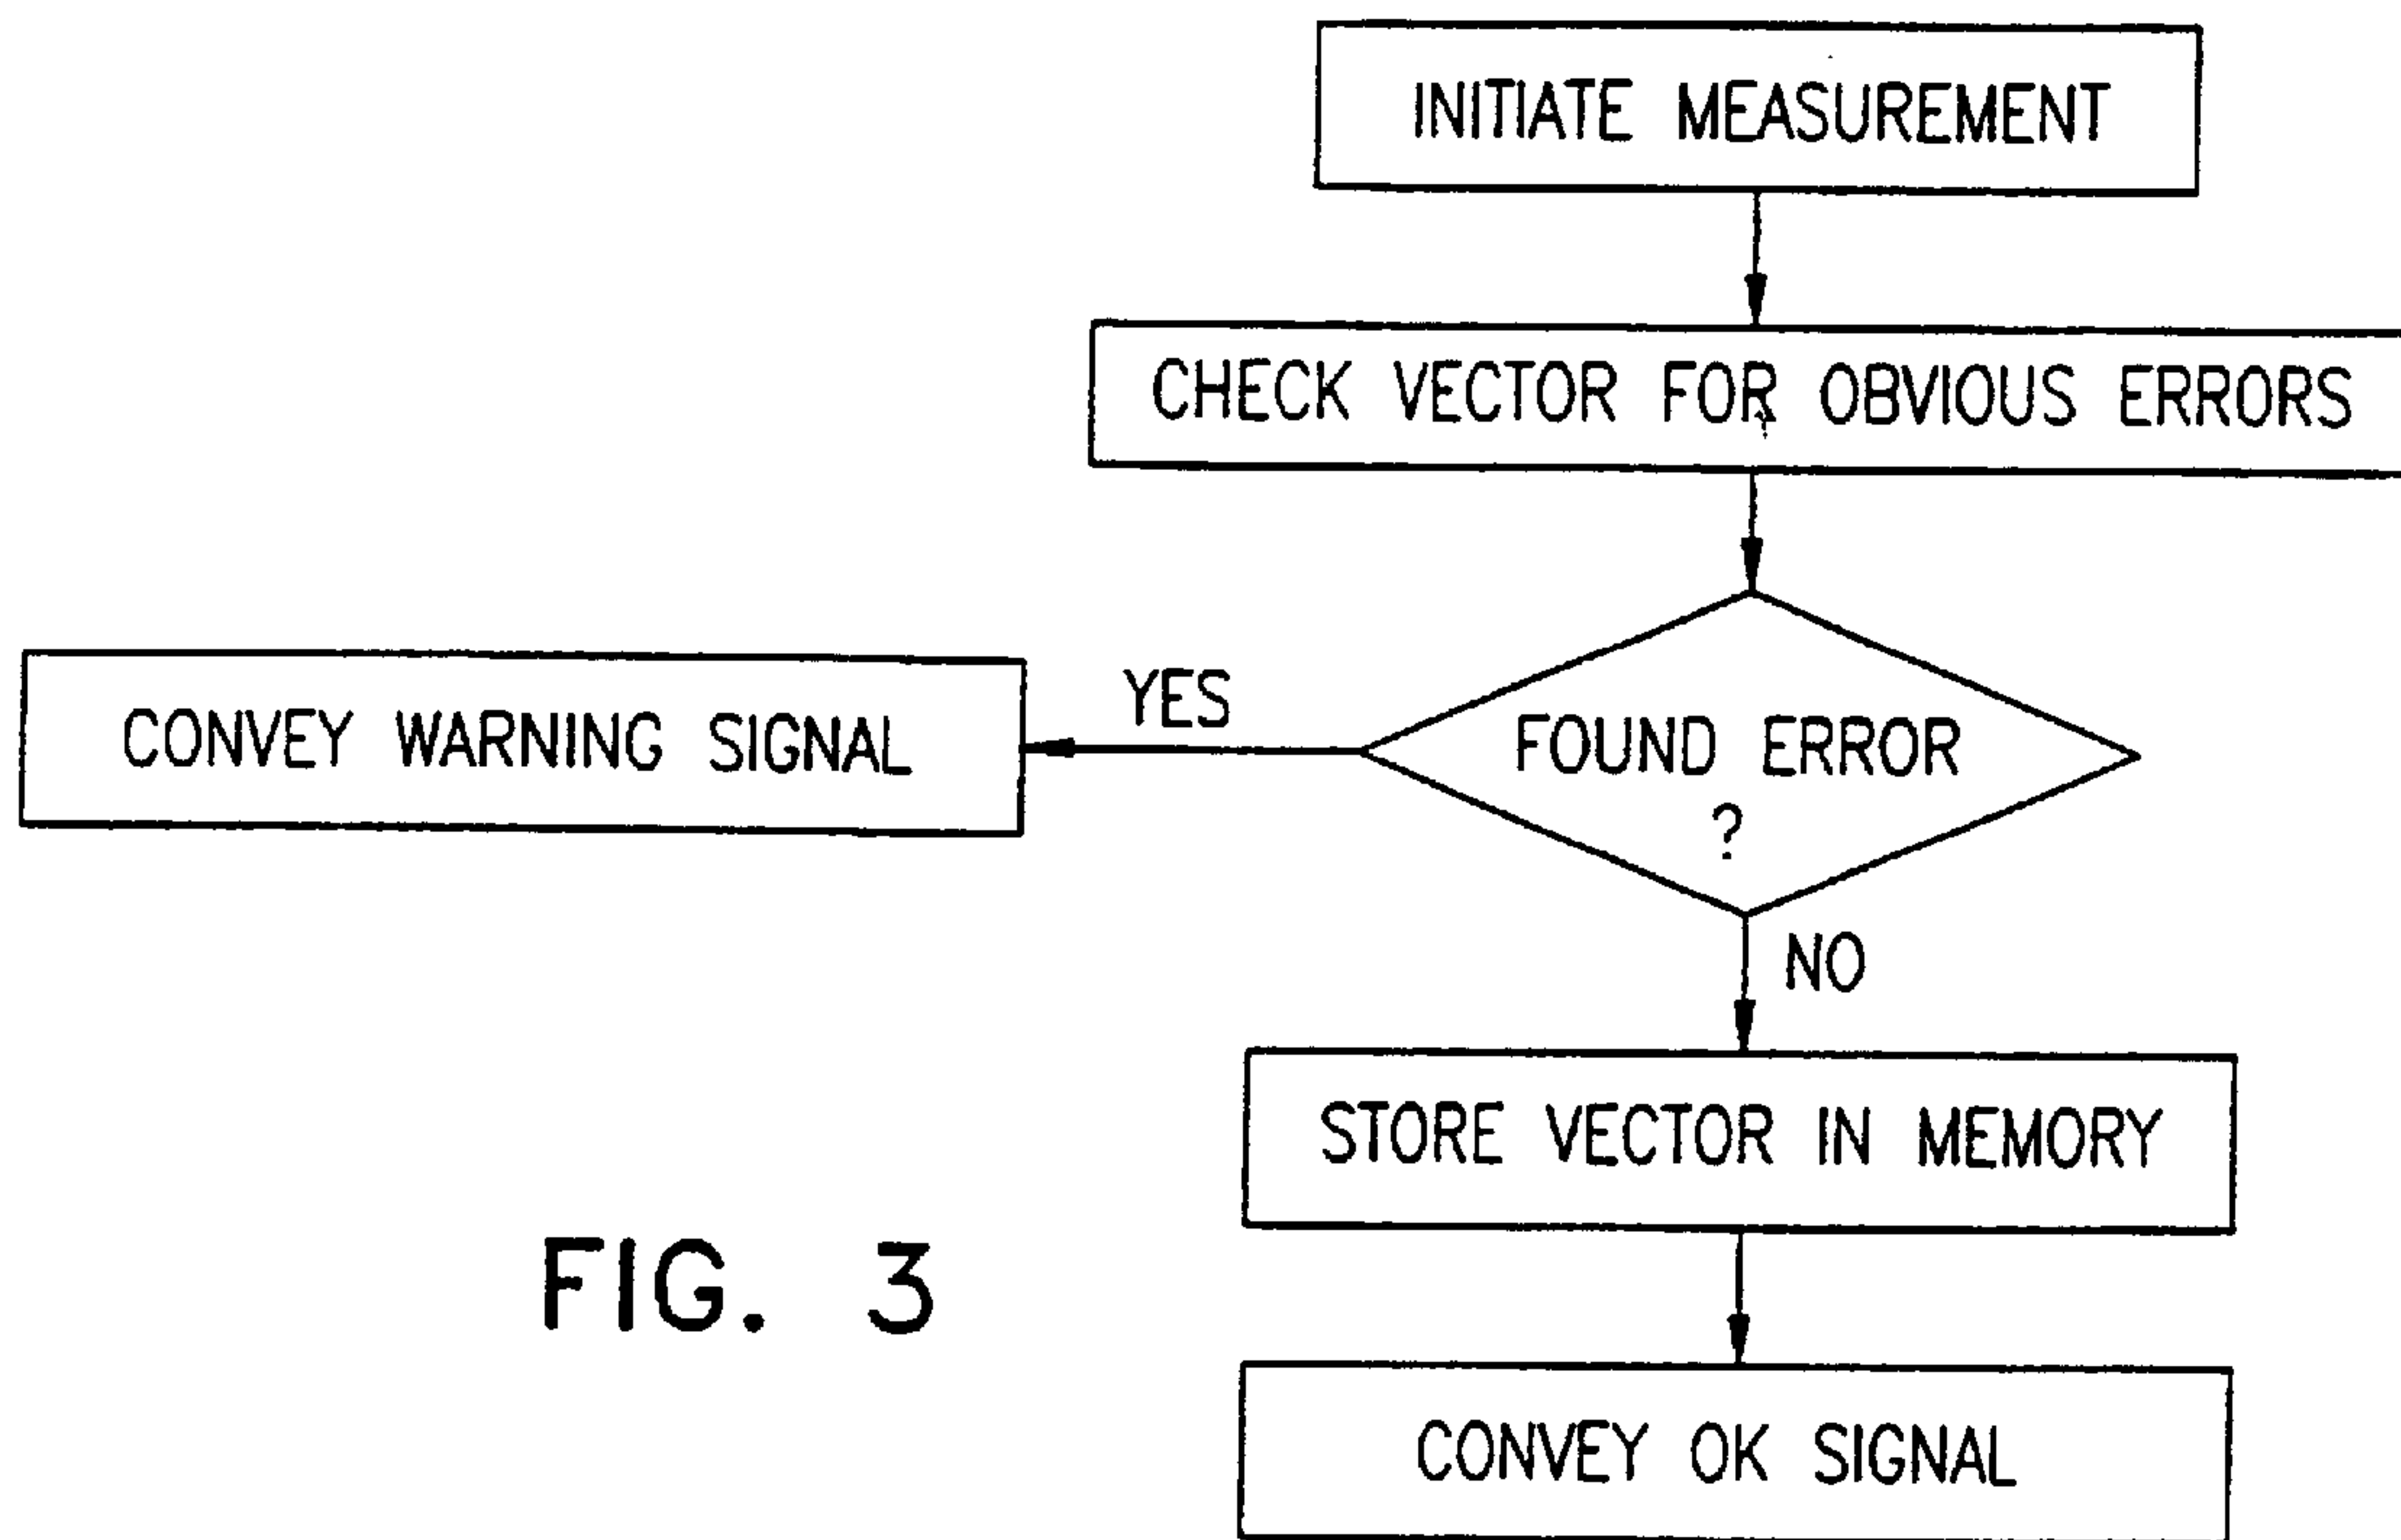 INITIATE MEASUREMENT
CHECK VECTOR FOR OBVIOUS ERRORS
FOUND ERROR
?
YES
CONVEY WARNING SIGNAL
NO
STORE VECTOR IN MEMORY
CONVEY OK SIGNAL
FIG. 3